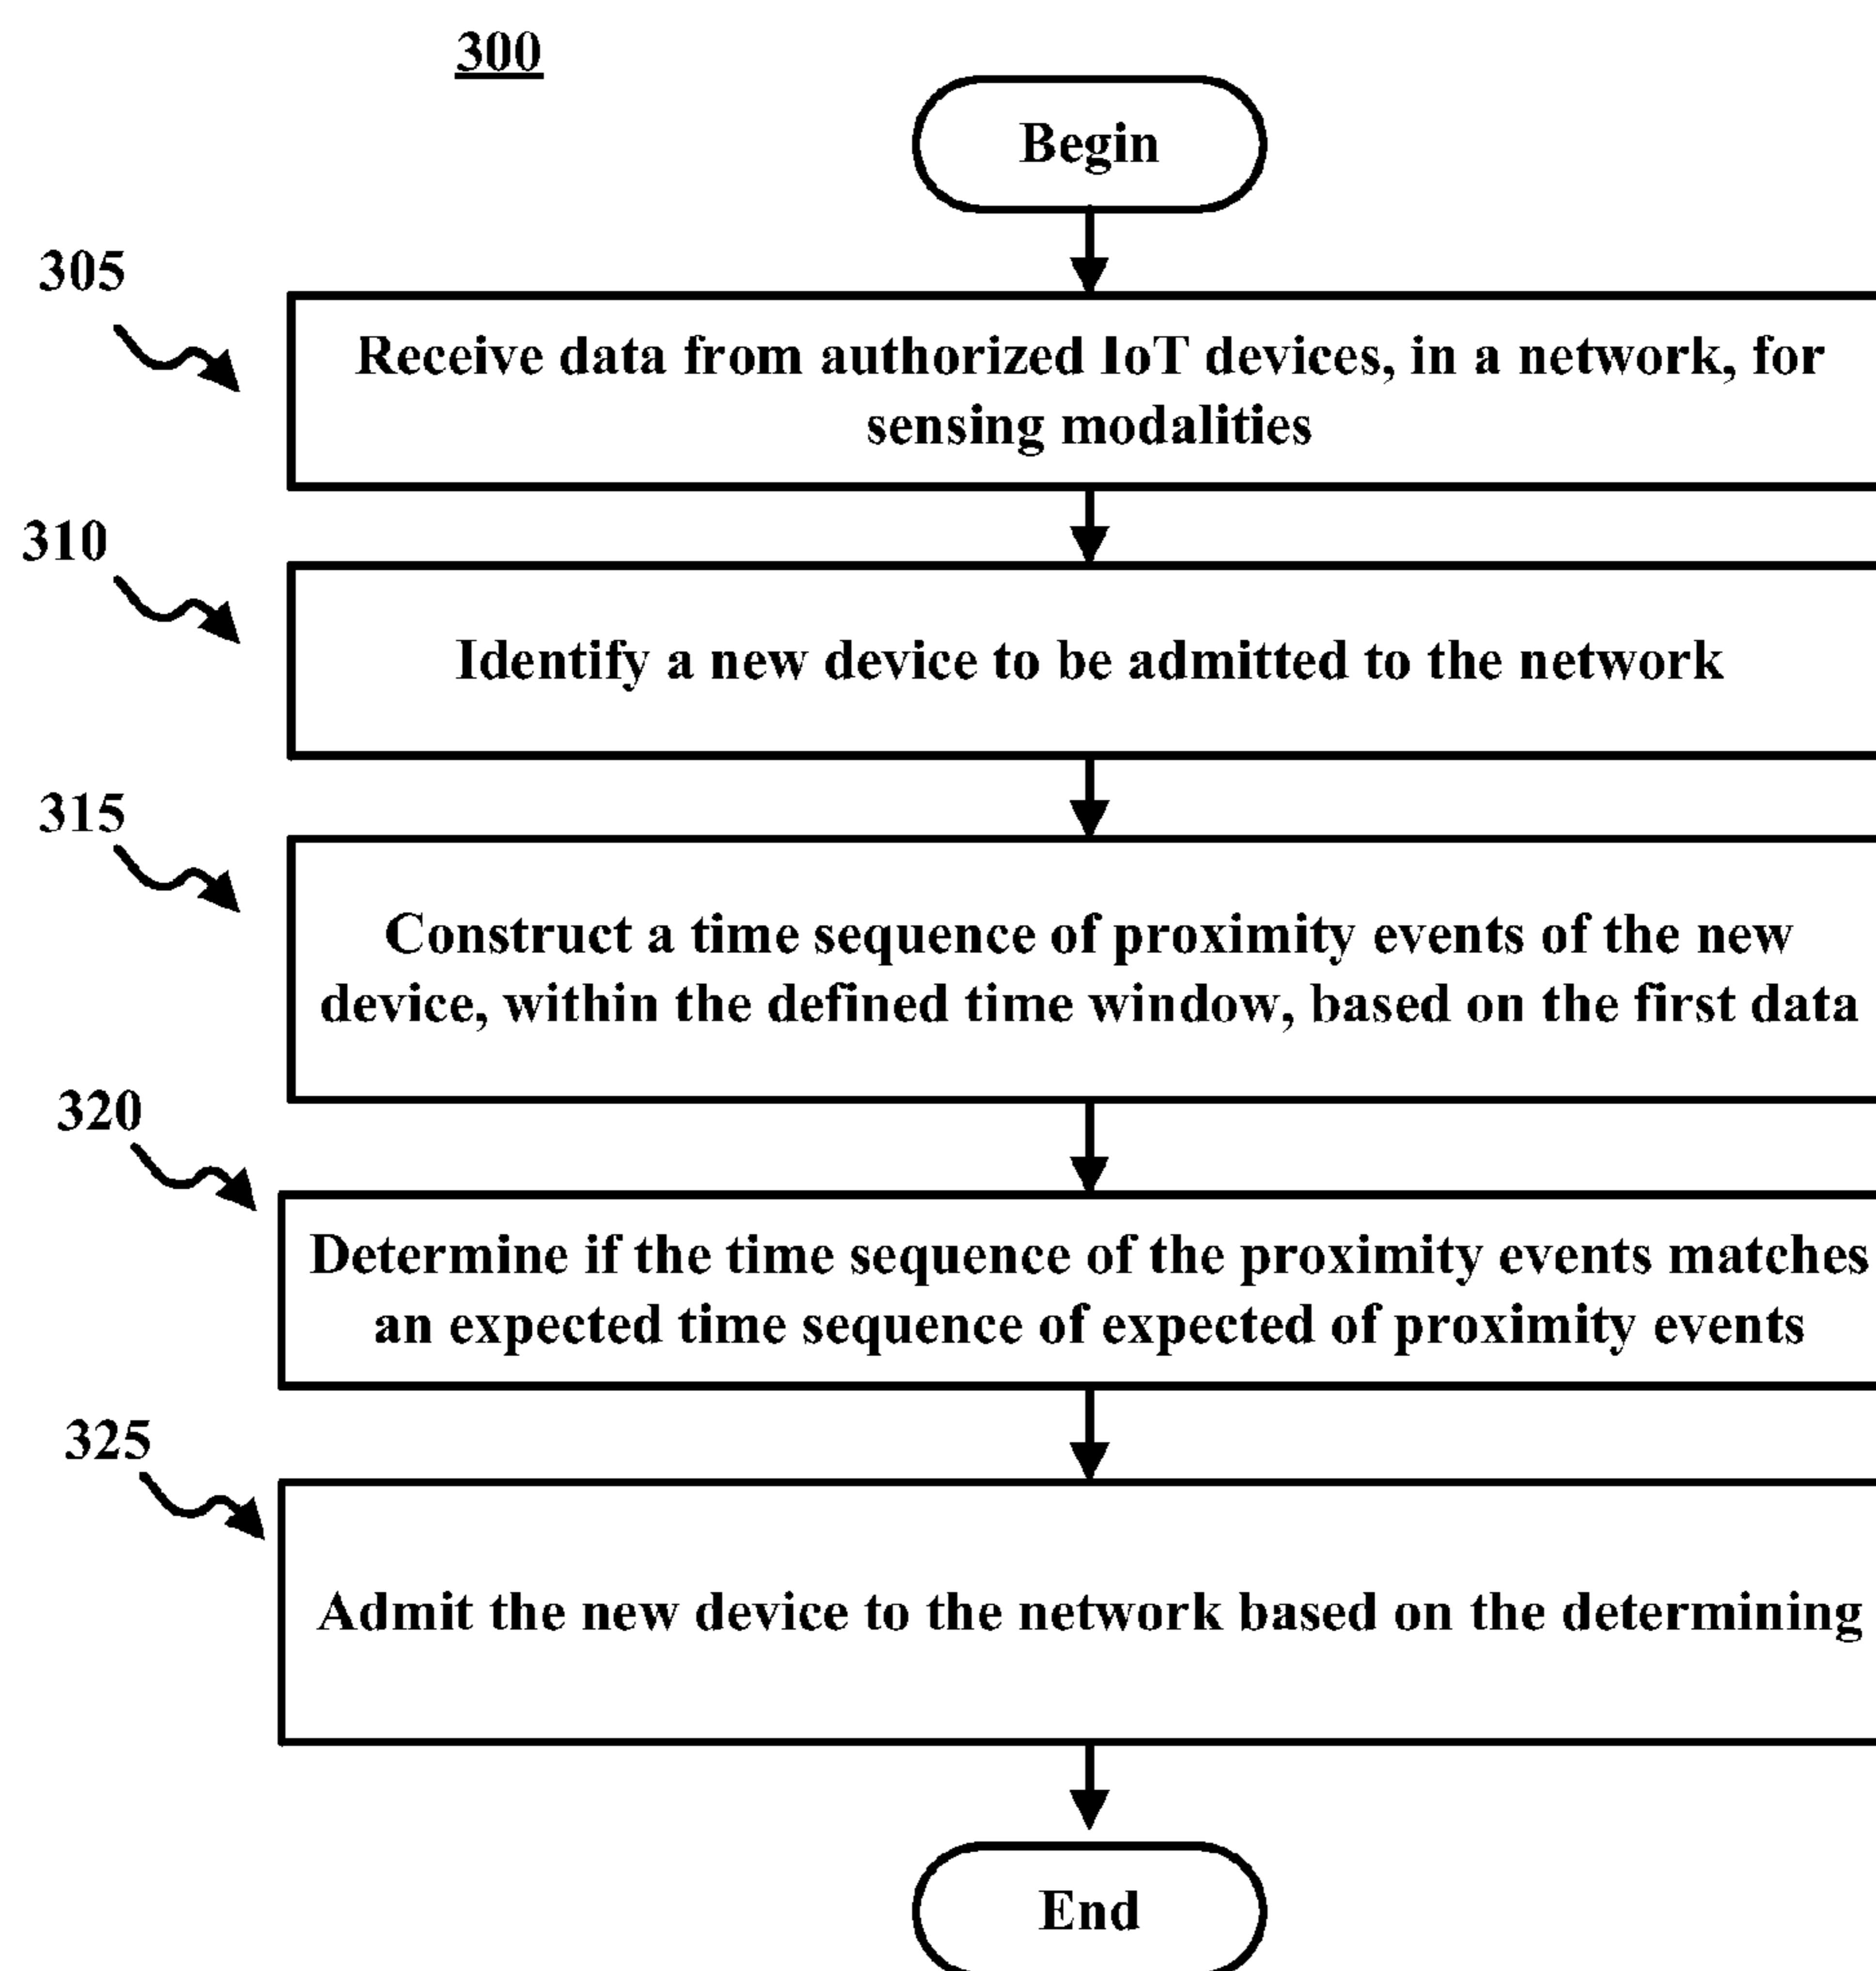 300
Begin
305
Receive data from authorized IoT devices, in a network, for
sensing modalities
310
Identify a new device to be admitted to the network
315
Construct a time sequence of proximity events of the new
device, within the defined time window, based on the first data
320
Determine if the time sequence of the proximity events matches
an expected time sequence of expected of proximity events
325
Admit the new device to the network based on the determining
End